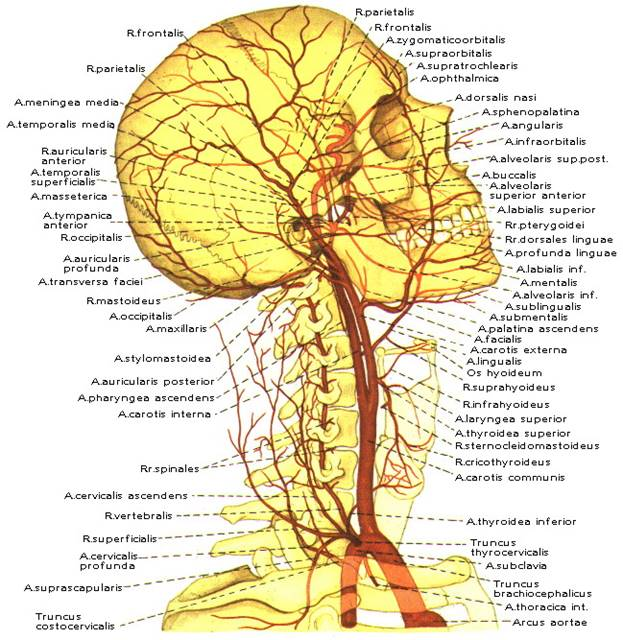 R.frontalis
R.parietalis
A.meningea media
A.temporalis media
R.auricularis
anterior
A.temporalis
superficialis
A.masseterica
A.tympanica
anterior
R.occipitalis
A.auricularis
profunda
A.transversa faciei
R.mastoideus
A.occipitalis
A.maxillaris
A.stylomastoidea
A.auricularis posterior
A.pharyngea ascendens
A.carotis interna
Rr.spinales
A.cervicalis ascendens
R.vertebralis
R.superficialis
A.cervicalis
profunda
A.suprascapularis
Truncus
costocervicalis
R.parietalis
R.frontalis
A.zygomaticoorbitalis
A.supraorbitalis
A.supratrochlearis
A.ophthalmica
A.dorsalis nasi
A.sphenopalatina
A.angularis
A.infraorbitalis
A.alveolaris sup.post.
A.buccalis
A.alveolaris
superior anterior
A.labialis superior
Rr.pterygoidei
Rr.dorsales linguae
A.profunda linguae
A.labialis inf.
A.mentalis
A.alveolaris inf.
A.sublingualis
A.submentalis
A.palatina ascendens
A.facialis
A.carotis externa
A.lingualis
Os hyoideum
R.suprahyoideus
R.infrahyoideus
A.laryngea superior
A.thyroidea superior
R.sternocleidomastoideus
R.cricothyroideus
A.carotis communis
A.thyroidea inferior
Truncus
thyrocervicalis
A.subclavia
Truncus
brachiocephalicus
A.thoracica int.
Arcus aortae